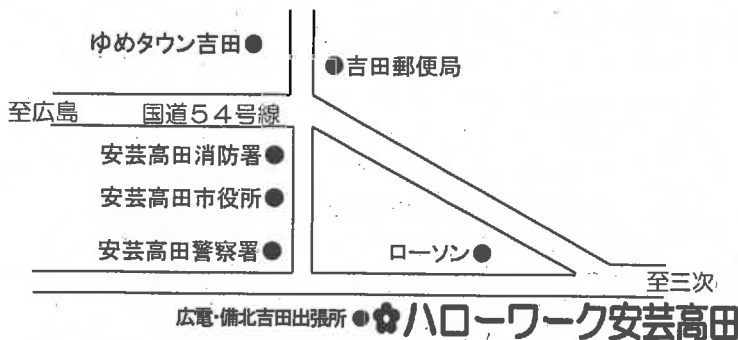 ゆめタウン吉田
吉田郵便局
至広島
国道54号線
安芸高田消防署
安芸高田市役所
安芸高田警察署
ローソン
至三次
広電・備北吉田出張所
ハローワーク安芸高田